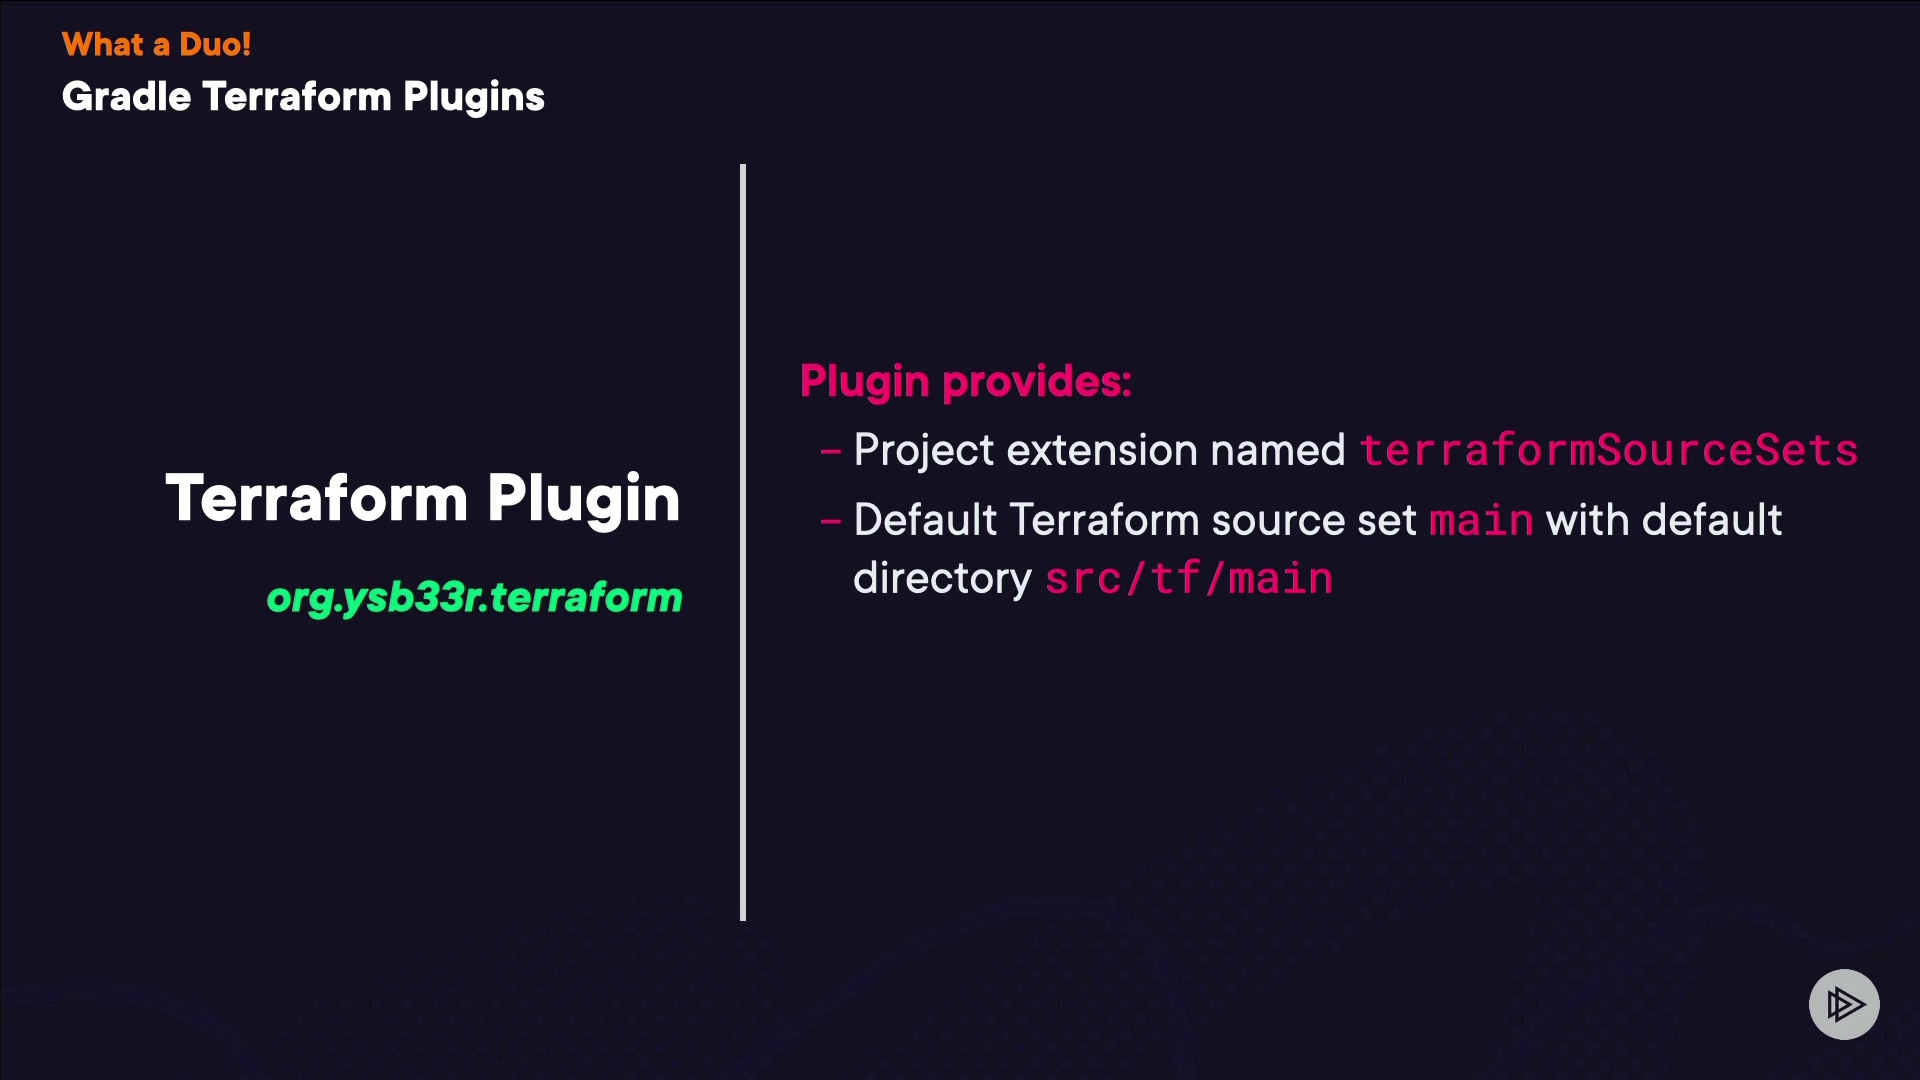 What a Duo!
Gradle Terraform Plugins
Terraform Plugin
org.ysb33r.terraform
Plugin provides:
– Project extension named terraformSourceSets
– Default Terraform source set main with default
directory src/tf/main